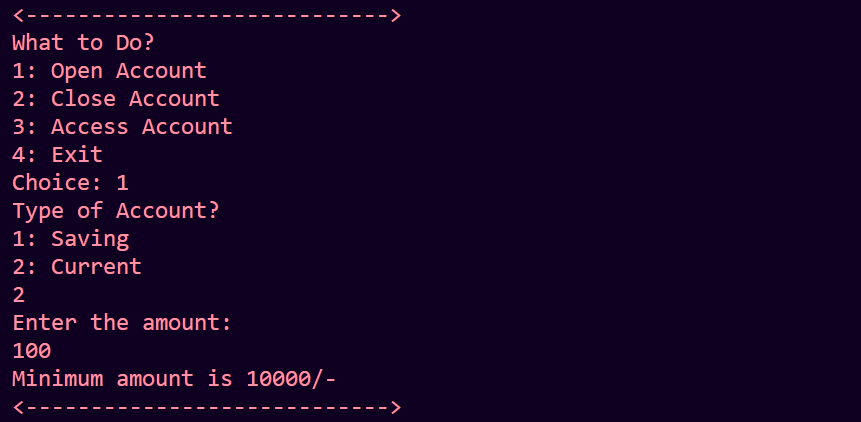 <---------------------------->
What to Do?
1: Open Account
2: Close Account
3: Access Account
4: Exit
Choice: 1
Type of Account?
1: Saving
2: Current
2
Enter the amount:
100
Minimum amount is 10000/-
<---------------------------->